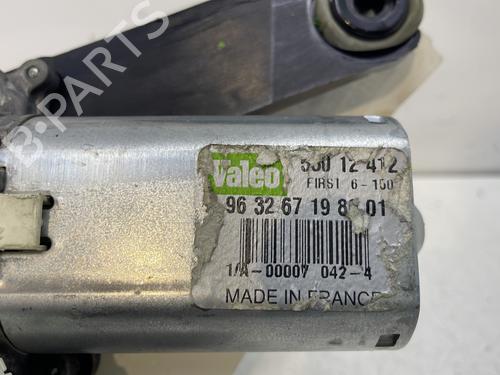 B-PARTS
Valeo
530 12 412
FIRST 6-150
96 32 67 19 80 01
1/A-00007 042-4
MADE IN FRANCE